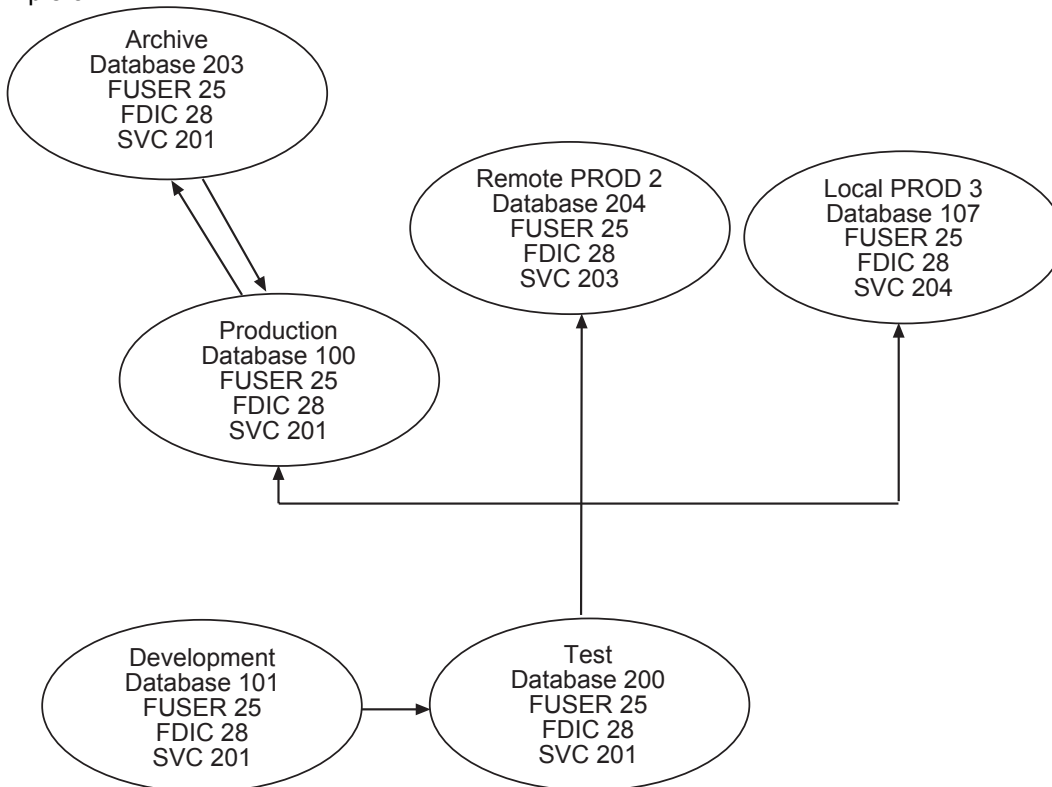 Archive
Database 203
FUSER 25
FDIC 28
SVC 201
Remote PROD 2
Database 204
FUSER 25
FDIC 28
SVC 203
Local PROD 3
Database 107
FUSER 25
FDIC 28
SVC 204
Production
Database 100
FUSER 25
FDIC 28
SVC 201
Development
Database 101
FUSER 25
FDIC 28
SVC 201
Test
Database 200
FUSER 25
FDIC 28
SVC 201